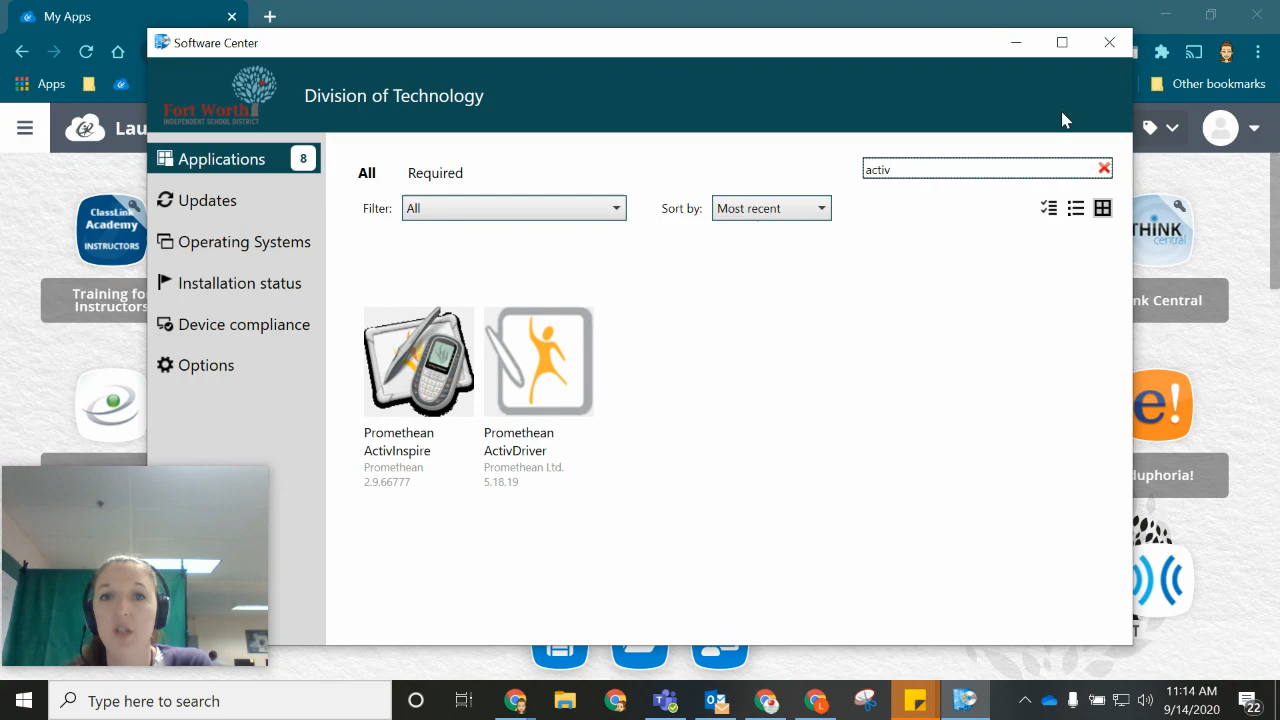 My Apps
Software Center
Apps
Other bookmarks
Fort Worth
INDEPENDENT SCHOOL DISTRICT
Division of Technology
Lau
Applications 8
All Required
activ
Updates
Filter: All Sort by: Most recent
Operating Systems
Installation status
Device compliance
Options
ClassLink
Academy
INSTRUCTORS
Training for
Instructors
THINK
central
nk Central
e!
duphoria!
Promethean
ActivInspire
Promethean
2.9.66777
Promethean
ActivDriver
Promethean Ltd.
5.18.19
Type here to search
11:14 AM
9/14/2020
22